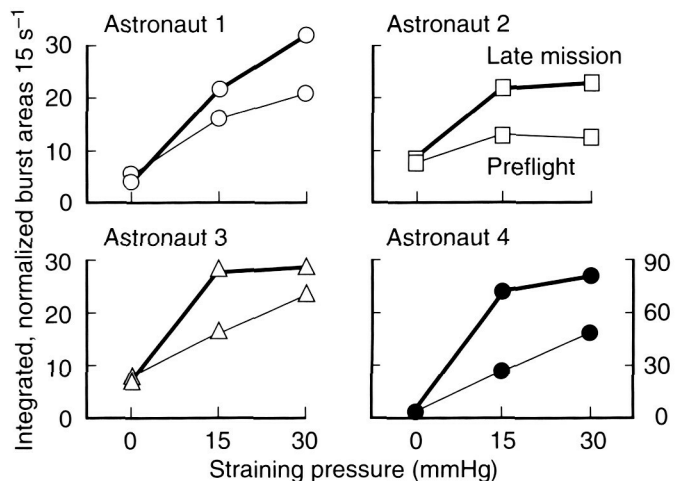 Integrated, normalized burst areas 15 s⁻¹
Astronaut 1
30
20
10
0
Astronaut 2
Late mission
Preflight
Astronaut 3
30
20
10
0
0
15
30
Astronaut 4
90
60
30
0
0
15
30
Straining pressure (mmHg)